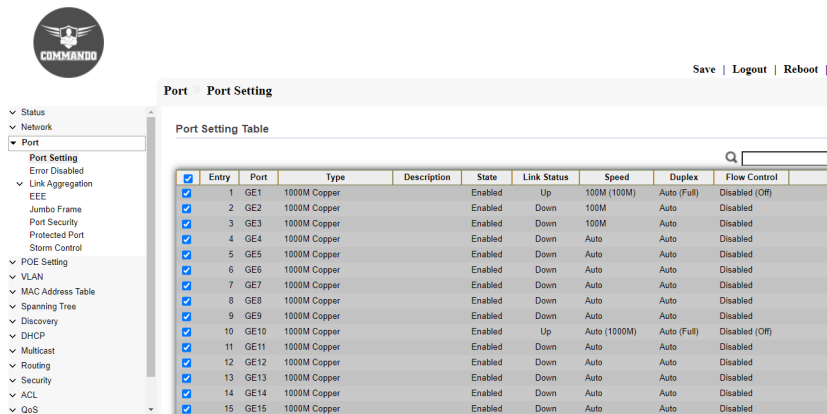 COMMANDO
Save | Logout | Reboot |
Port Port Setting
Status
Network
Port
Port Setting
Error Disabled
Link Aggregation
EEE
Jumbo Frame
Port Security
Protected Port
Storm Control
POE Setting
VLAN
MAC Address Table
Spanning Tree
Discovery
DHCP
Multicast
Routing
Security
ACL
QoS
Port Setting Table
Entry Port Type Description State Link Status Speed Duplex Flow Control
1 GE1 1000M Copper Enabled Up 100M (100M) Auto (Full) Disabled (Off)
2 GE2 1000M Copper Enabled Down 100M Auto Disabled
3 GE3 1000M Copper Enabled Down 100M Auto Disabled
4 GE4 1000M Copper Enabled Down Auto Auto Disabled
5 GE5 1000M Copper Enabled Down Auto Auto Disabled
6 GE6 1000M Copper Enabled Down Auto Auto Disabled
7 GE7 1000M Copper Enabled Down Auto Auto Disabled
8 GE8 1000M Copper Enabled Down Auto Auto Disabled
9 GE9 1000M Copper Enabled Down Auto Auto Disabled
10 GE10 1000M Copper Enabled Up Auto (1000M) Auto (Full) Disabled (Off)
11 GE11 1000M Copper Enabled Down Auto Auto Disabled
12 GE12 1000M Copper Enabled Down Auto Auto Disabled
13 GE13 1000M Copper Enabled Down Auto Auto Disabled
14 GE14 1000M Copper Enabled Down Auto Auto Disabled
15 GE15 1000M Copper Enabled Down Auto Auto Disabled